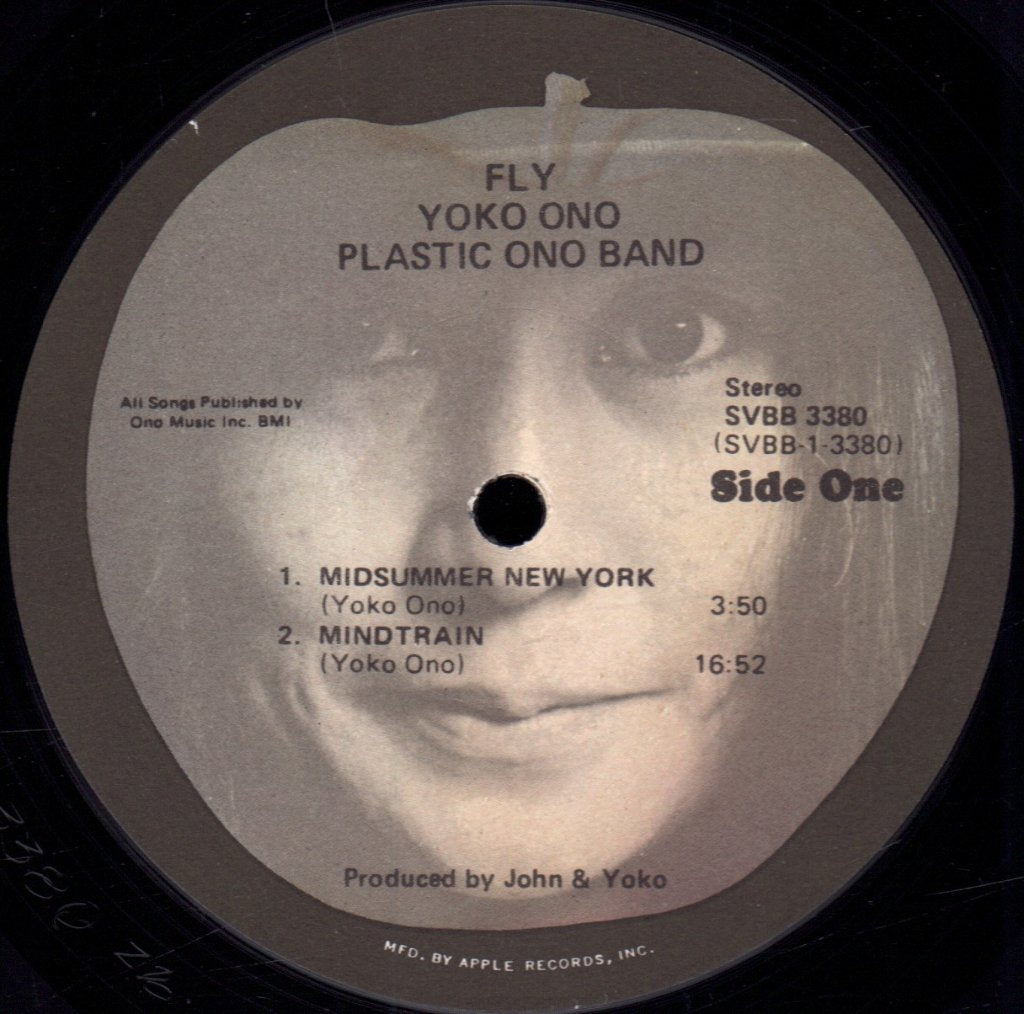 FLY
YOKO ONO
PLASTIC ONO BAND
All Songs Published by
Ono Music Inc. BMI
Stereo
SVBB 3380
(SVBB-1-3380)
Side One
1. MIDSUMMER NEW YORK
(Yoko Ono) 3:50
2. MINDTRAIN
(Yoko Ono) 16:52
Produced by John & Yoko
MFD. BY APPLE RECORDS, INC.